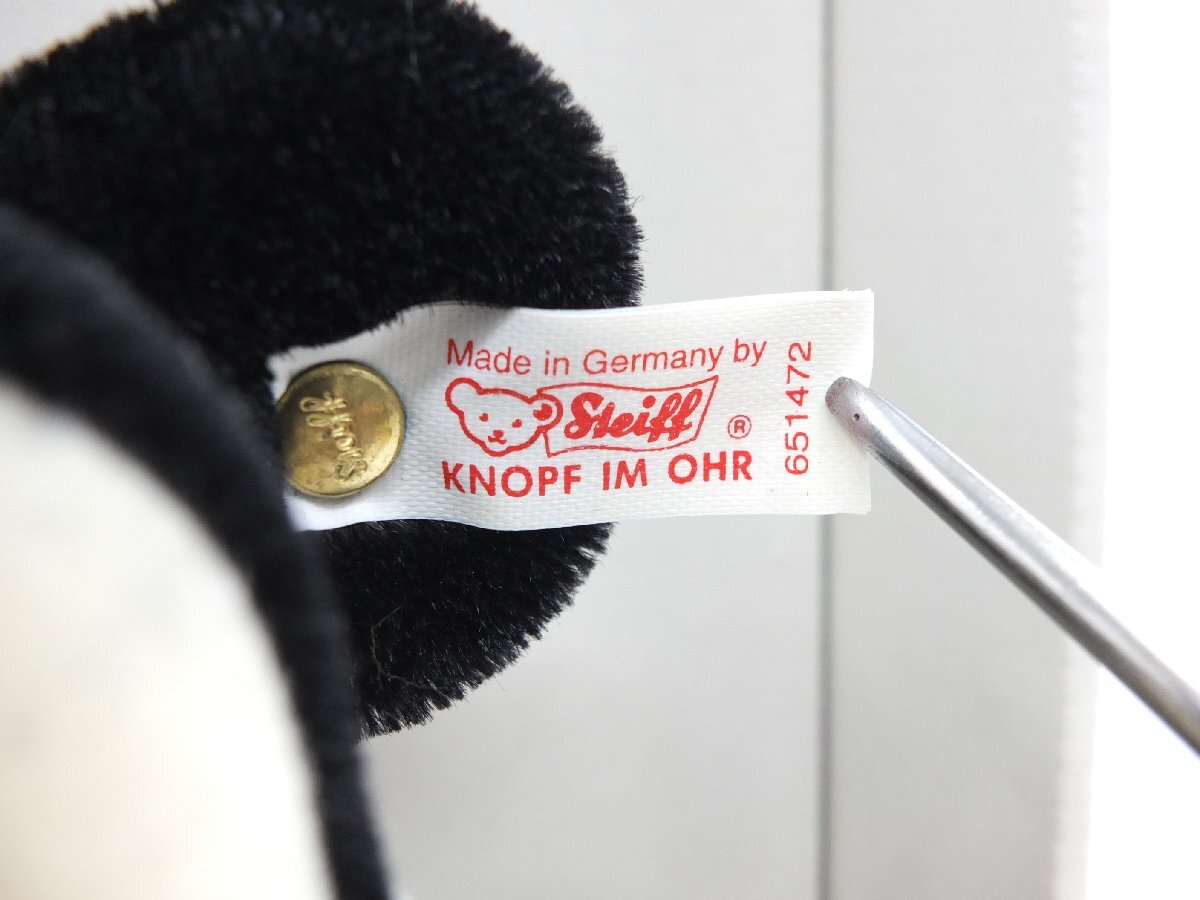 Made in Germany by
Steiff ®
KNOPF IM OHR
651472
Steiff